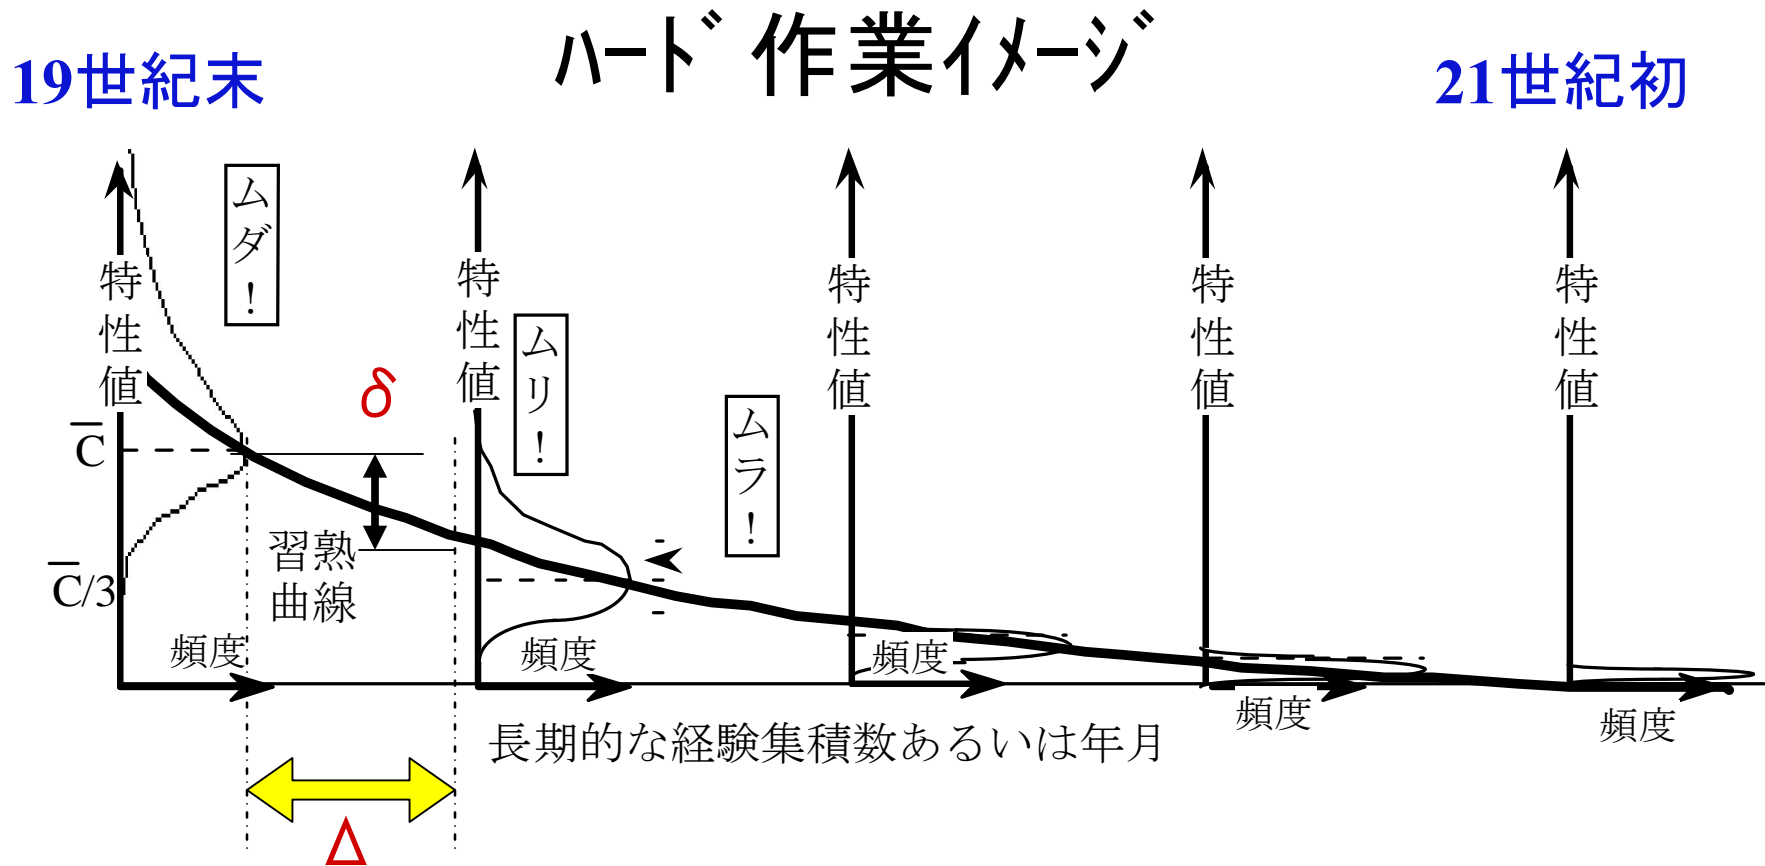 ﾊｰﾄﾞ作業ｲﾒｰｼﾞ
19世紀末
21世紀初
ムダ！
ムリ！
ムラ！
特性値
特性値
特性値
特性値
特性値
δ
C
C/3
習熟
曲線
頻度
頻度
頻度
頻度
頻度
長期的な経験集積数あるいは年月
Δ